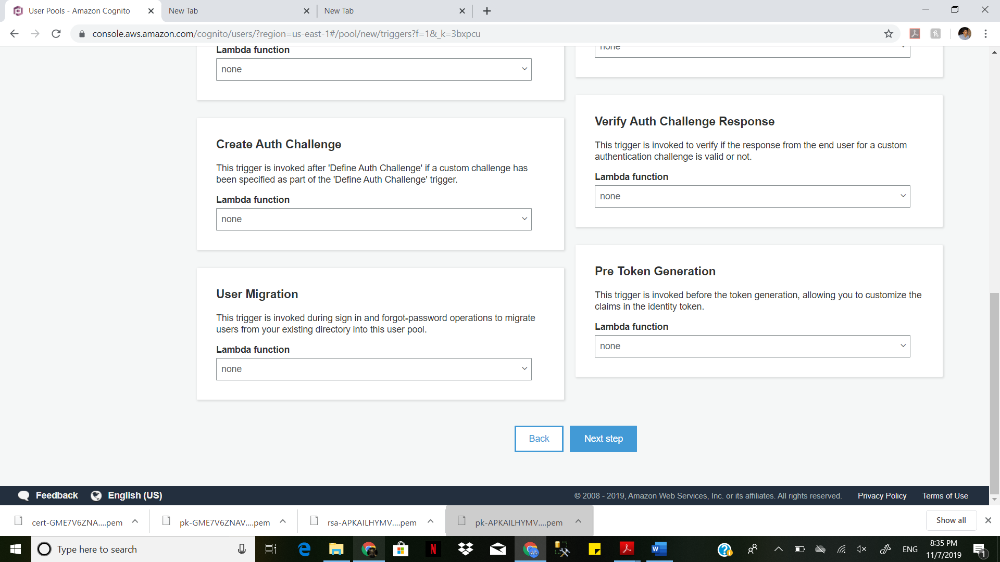 User Pools - Amazon Cognito
New Tab
New Tab
console.aws.amazon.com/cognito/users/?region=us-east-1#/pool/new/triggers?f=1&_k=3bxpcu
Lambda function
none
none
Create Auth Challenge
This trigger is invoked after 'Define Auth Challenge' if a custom challenge has
been specified as part of the 'Define Auth Challenge' trigger.
Lambda function
none
Verify Auth Challenge Response
This trigger is invoked to verify if the response from the end user for a custom
authentication challenge is valid or not.
Lambda function
none
User Migration
This trigger is invoked during sign in and forgot-password operations to migrate
users from your existing directory into this user pool.
Lambda function
none
Pre Token Generation
This trigger is invoked before the token generation, allowing you to customize the
claims in the identity token.
Lambda function
none
Back
Next step
Feedback
English (US)
© 2008 - 2019, Amazon Web Services, Inc. or its affiliates. All rights reserved.
Privacy Policy
Terms of Use
cert-GME7V6ZNA....pem
pk-GME7V6ZNAV....pem
rsa-APKAILHYMV....pem
pk-APKAILHYMV....pem
Show all
Type here to search
ENG
8:35 PM
11/7/2019
1